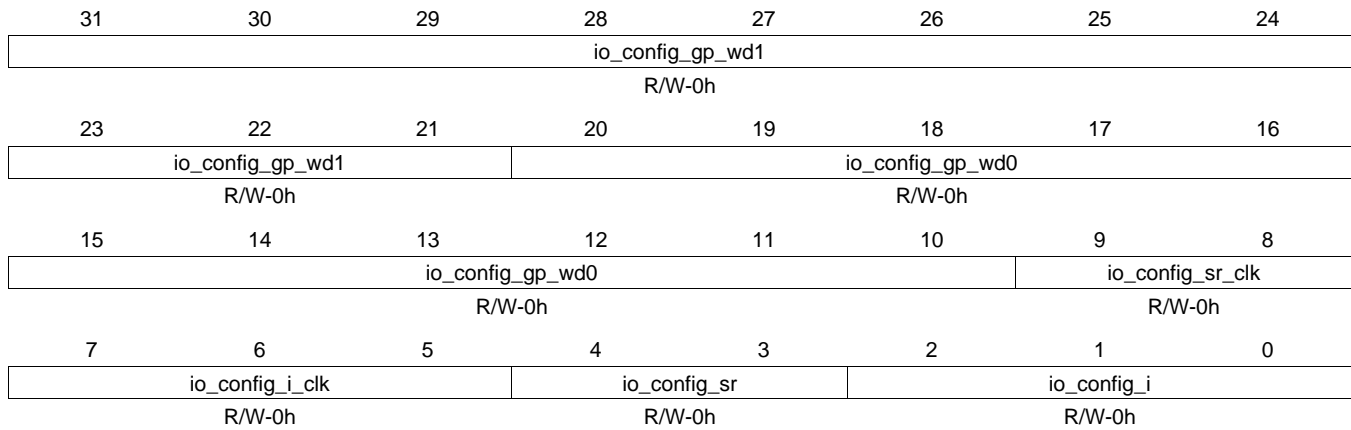 31 30 29 28 27 26 25 24
io_config_gp_wd1
R/W-0h
23 22 21 20 19 18 17 16
io_config_gp_wd1 io_config_gp_wd0
R/W-0h R/W-0h
15 14 13 12 11 10 9 8
io_config_gp_wd0 io_config_sr_clk
R/W-0h R/W-0h
7 6 5 4 3 2 1 0
io_config_i_clk io_config_sr io_config_i
R/W-0h R/W-0h R/W-0h